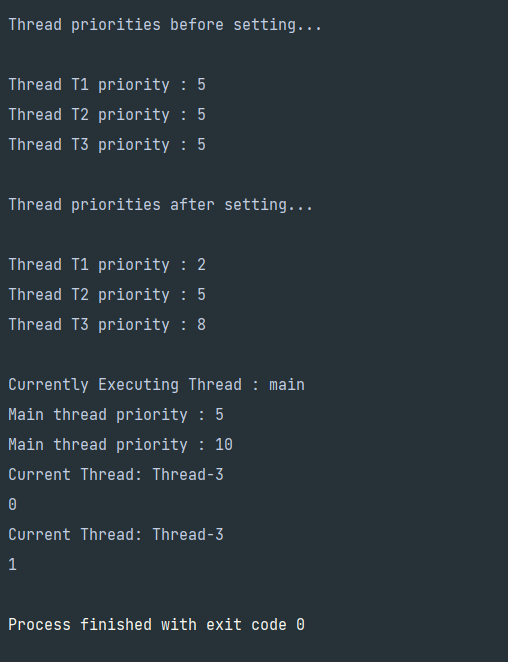 Thread priorities before setting...
Thread T1 priority : 5
Thread T2 priority : 5
Thread T3 priority : 5
Thread priorities after setting...
Thread T1 priority : 2
Thread T2 priority : 5
Thread T3 priority : 8
Currently Executing Thread : main
Main thread priority : 5
Main thread priority : 10
Current Thread: Thread-3
0
Current Thread: Thread-3
1
Process finished with exit code 0